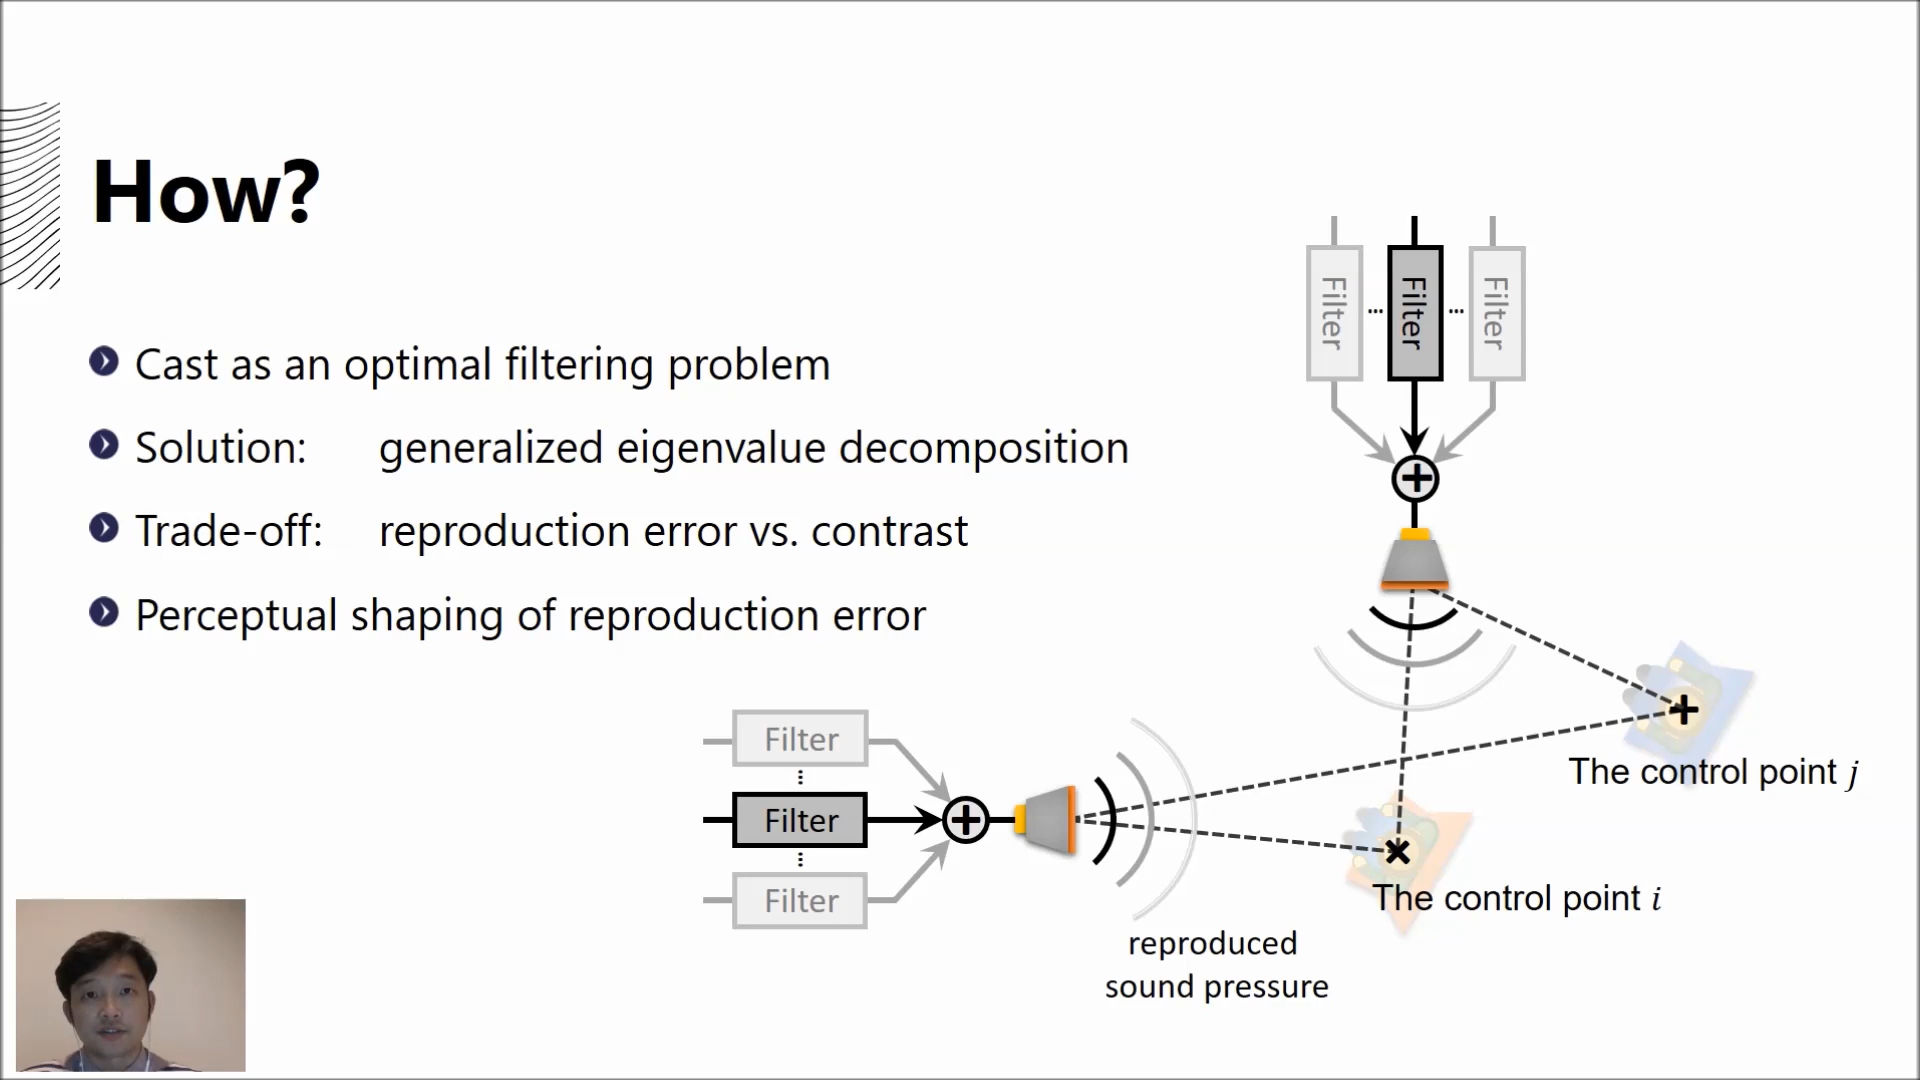 How?
Cast as an optimal filtering problem
Solution: generalized eigenvalue decomposition
Trade-off: reproduction error vs. contrast
Perceptual shaping of reproduction error
Filter
...
Filter
...
Filter
Filter
...
Filter
...
Filter
The control point j
The control point i
reproduced
sound pressure